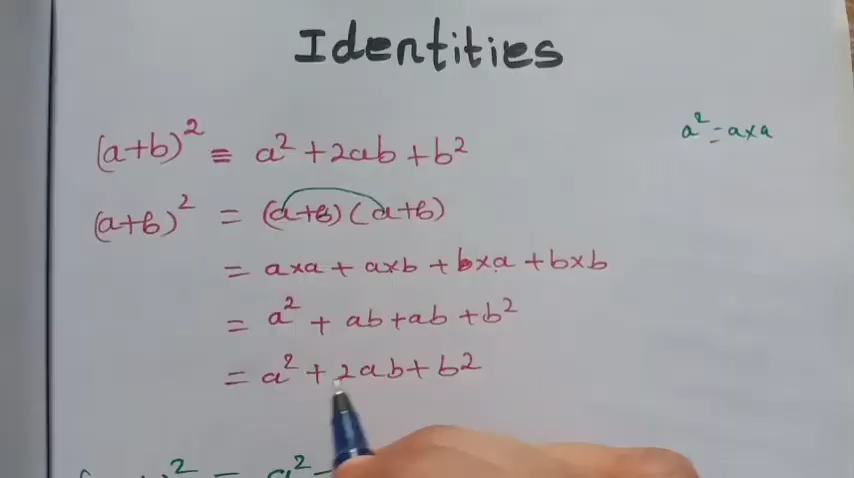 Identities
(a+b)² ≡ a² + 2ab + b²
a² = a×a
(a+b)² = (a+b)(a+b)
= a×a + a×b + b×a + b×b
= a² + ab + ab + b²
= a² + 2ab + b²